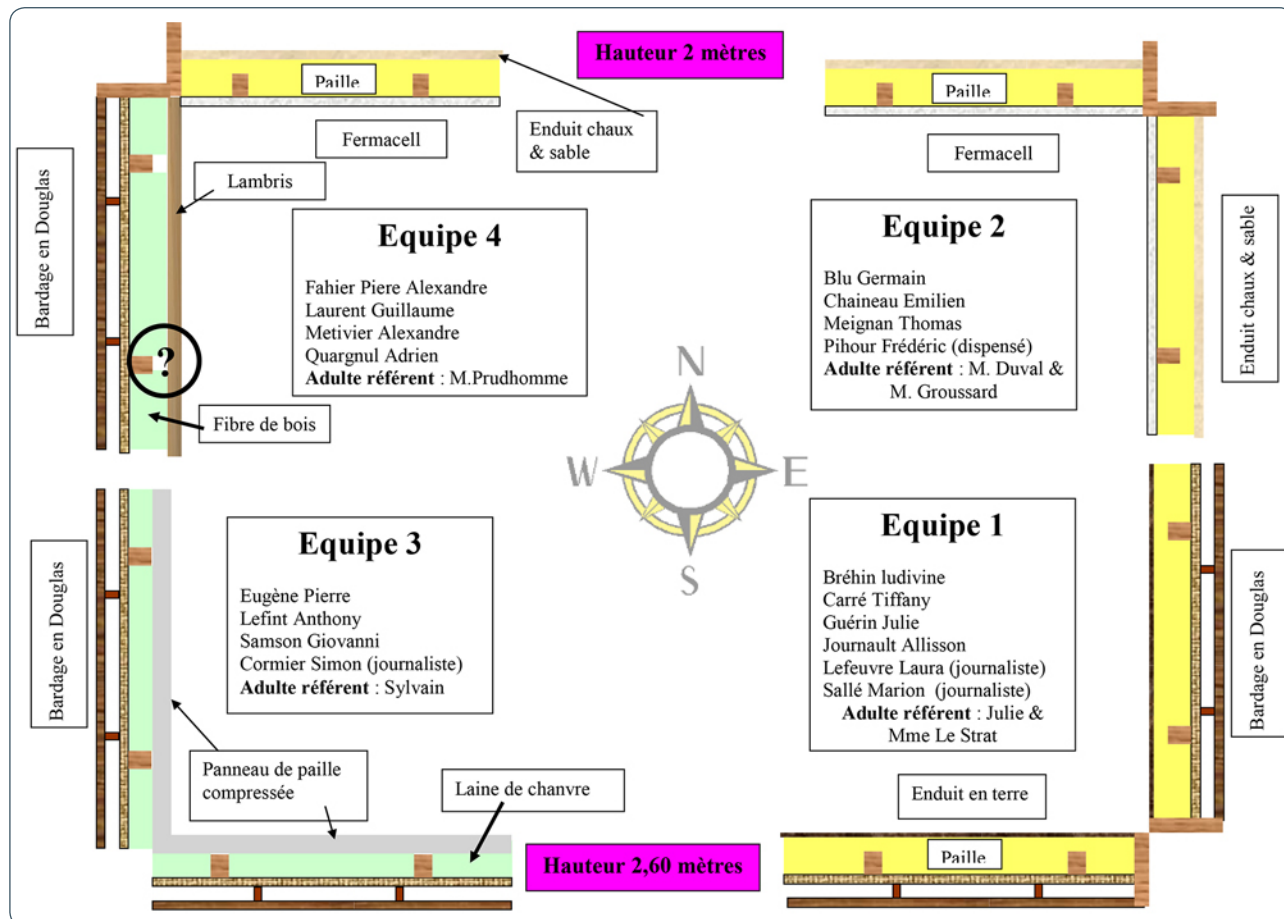 Hauteur 2 mètres
Paille
Fermacell
Enduit chaux
& sable
Lambris
Bardage en Douglas
Equipe 4
Fahier Piere Alexandre
Laurent Guillaume
Metivier Alexandre
Quargnul Adrien
Adulte référent : M.Prudhomme
?
Fibre de bois
Paille
Fermacell
Equipe 2
Blu Germain
Chaineau Emilien
Meignan Thomas
Pihour Frédéric (dispensé)
Adulte référent : M. Duval &
M. Groussard
Enduit chaux & sable
N
W
E
S
Bardage en Douglas
Equipe 3
Eugène Pierre
Lefint Anthony
Samson Giovanni
Cormier Simon (journaliste)
Adulte référent : Sylvain
Panneau de paille
compressée
Laine de chanvre
Hauteur 2,60 mètres
Equipe 1
Bréhin ludivine
Carré Tiffany
Guérin Julie
Journault Allisson
Lefeuvre Laura (journaliste)
Sallé Marion (journaliste)
Adulte référent : Julie &
Mme Le Strat
Bardage en Douglas
Enduit en terre
Paille